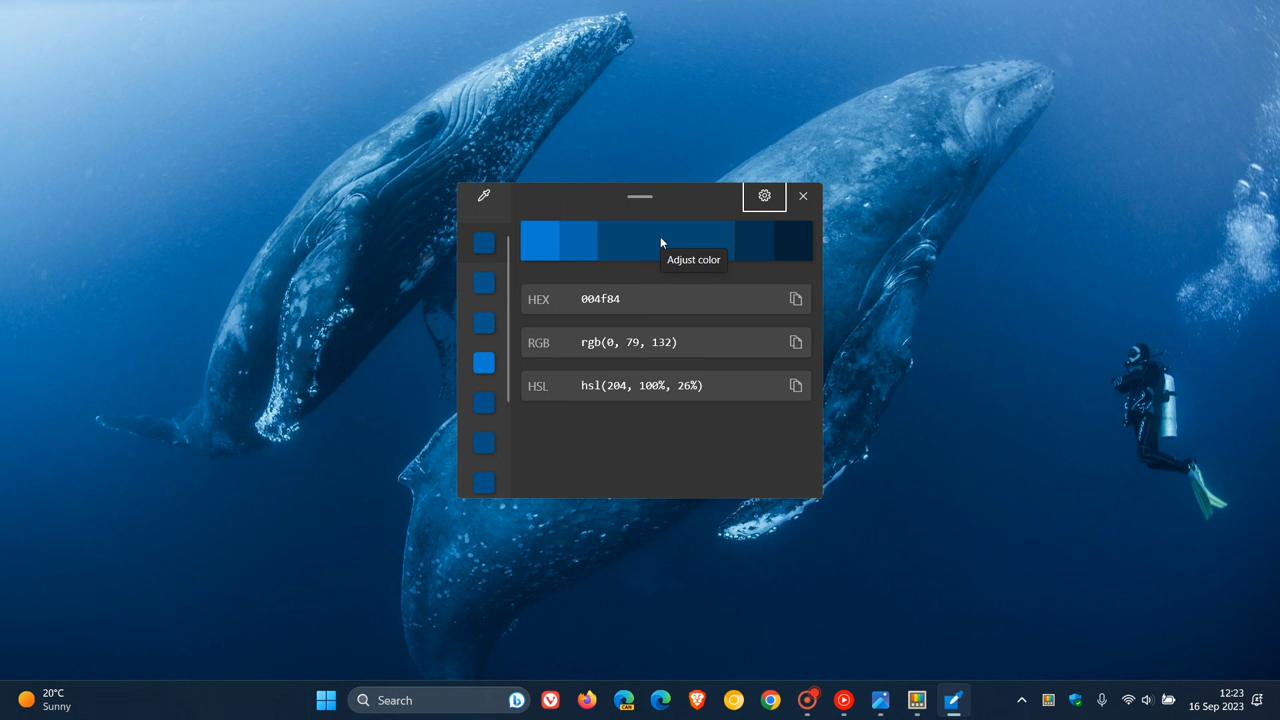 Adjust color
HEX 004f84
RGB rgb(0, 79, 132)
HSL hsl(204, 100%, 26%)
20°C
Sunny
Search
CAN
12:23
16 Sep 2023